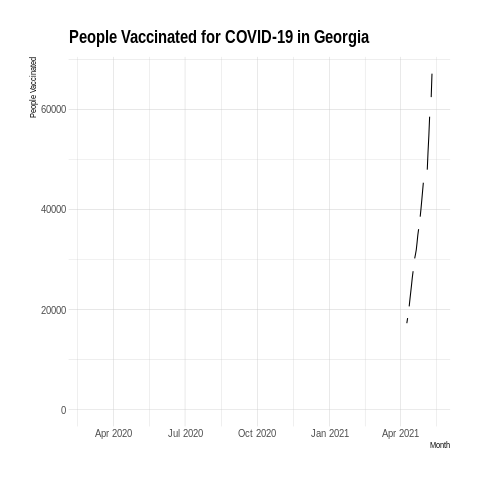 People Vaccinated for COVID-19 in Georgia
People Vaccinated
60000
40000
20000
0
Apr 2020 Jul 2020 Oct 2020 Jan 2021 Apr 2021
Month